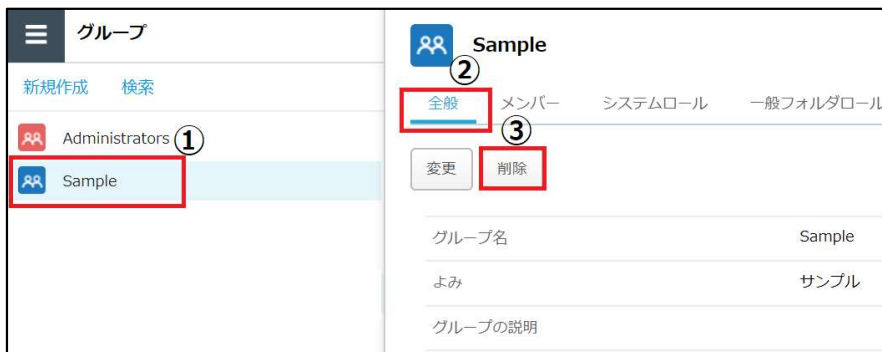 グループ
新規作成 検索
Administrators ①
Sample
Sample
②
全般 メンバー システムロール 一般フォルダロール
③
変更 削除
グループ名 Sample
よみ サンプル
グループの説明